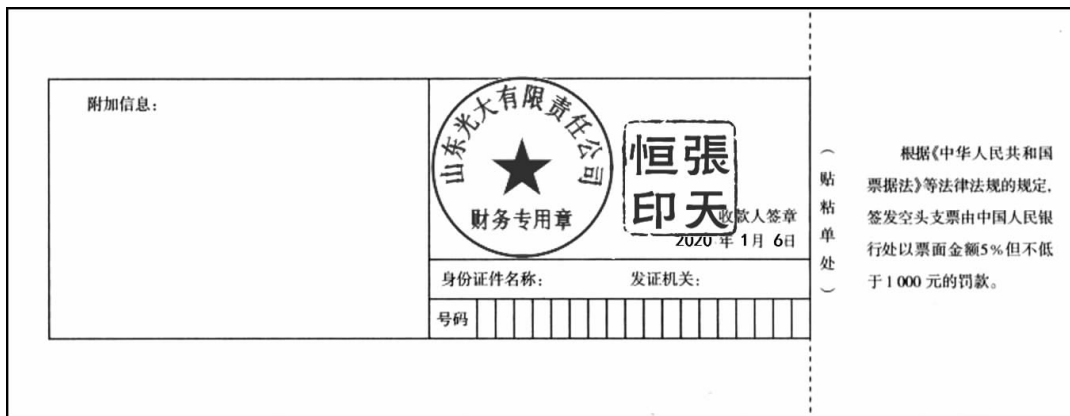 附加信息：
山东光大有限责任公司
财务专用章
張天恒印
收款人签章
2020 年 1 月 6 日
身份证件名称： 发证机关：
号码
（贴粘单处）
根据《中华人民共和国
票据法》等法律法规的规定，
签发空头支票由中国人民银
行处以票面金额5%但不低
于1000 元的罚款。